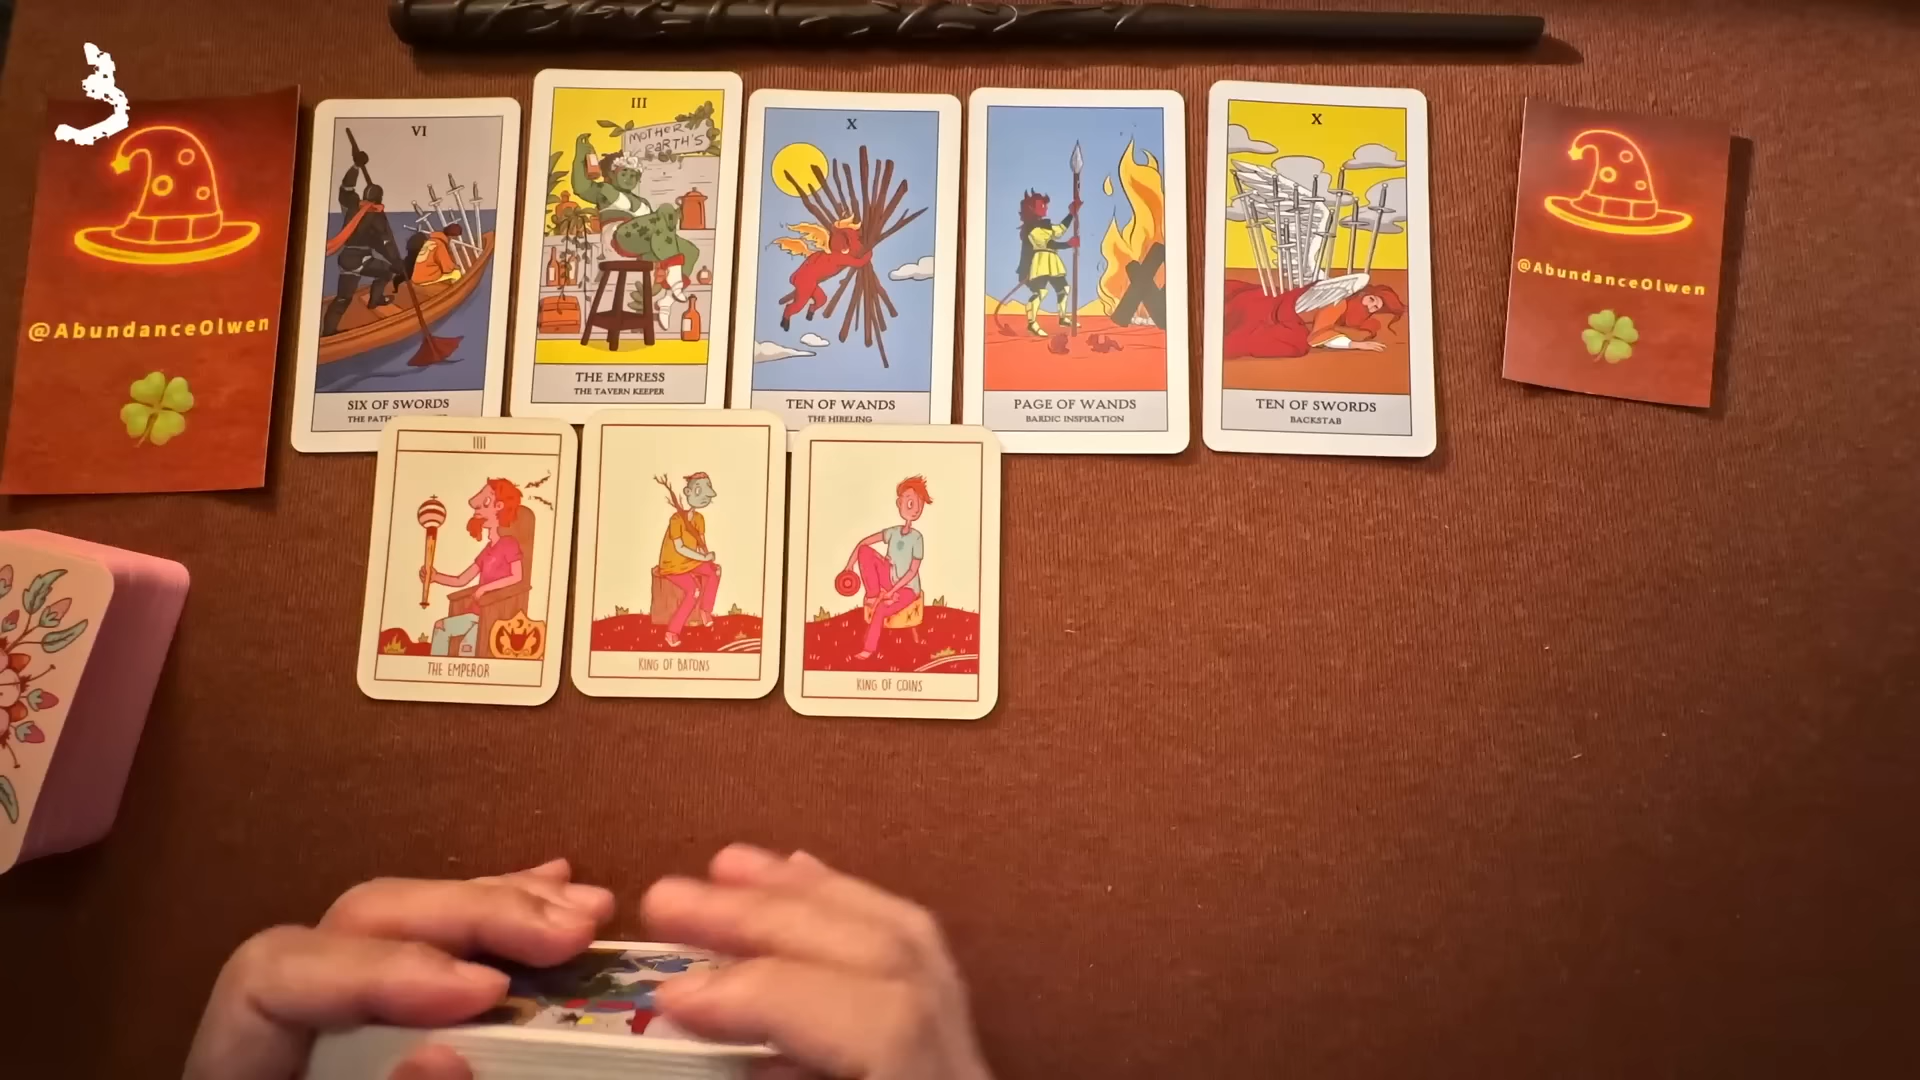 3
@AbundanceOlwen
VI
SIX OF SWORDS
THE PATH
III
MOTHER
EARTH'S
THE EMPRESS
THE TAVERN KEEPER
X
TEN OF WANDS
THE HIRELING
PAGE OF WANDS
BARDIC INSPIRATION
X
TEN OF SWORDS
BACKSTAB
@AbundanceOlwen
IIII
THE EMPEROR
KING OF BATONS
KING OF COINS